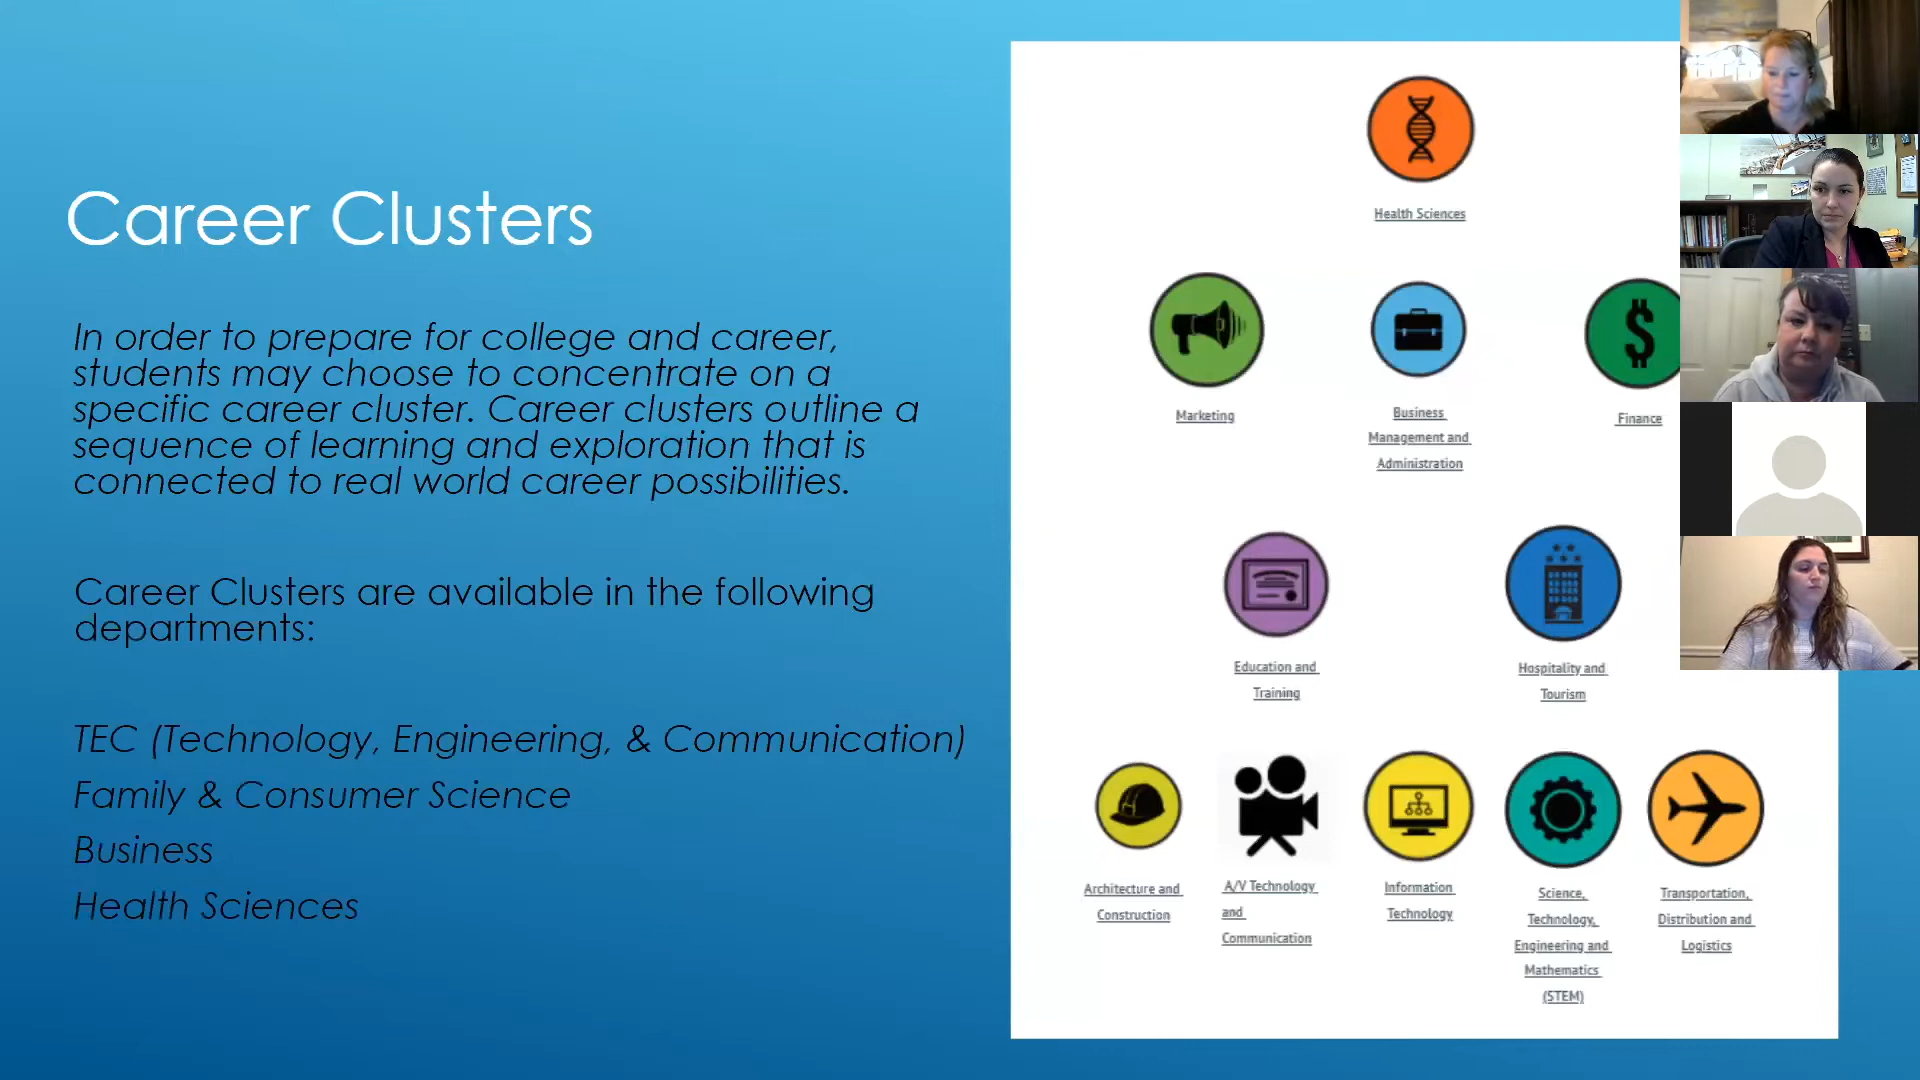 Career Clusters
In order to prepare for college and career,
students may choose to concentrate on a
specific career cluster. Career clusters outline a
sequence of learning and exploration that is
connected to real world career possibilities.
Career Clusters are available in the following
departments:
TEC (Technology, Engineering, & Communication)
Family & Consumer Science
Business
Health Sciences
Health Sciences
Marketing
Business
Management and
Administration
Finance
Education and
Training
Hospitality and
Tourism
Architecture and
Construction
A/V Technology
and
Communication
Information
Technology
Science,
Technology,
Engineering and
Mathematics
(STEM)
Transportation,
Distribution and
Logistics